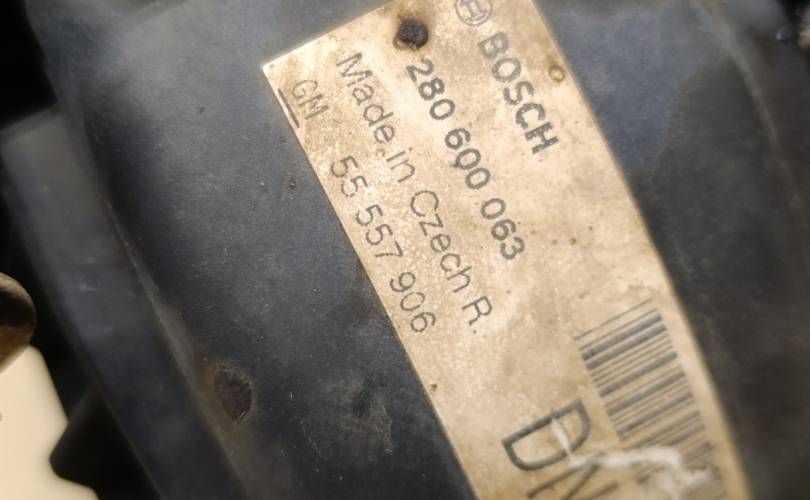 BOSCH
280 600 063
Made in Czech R.
GM 55 557 906